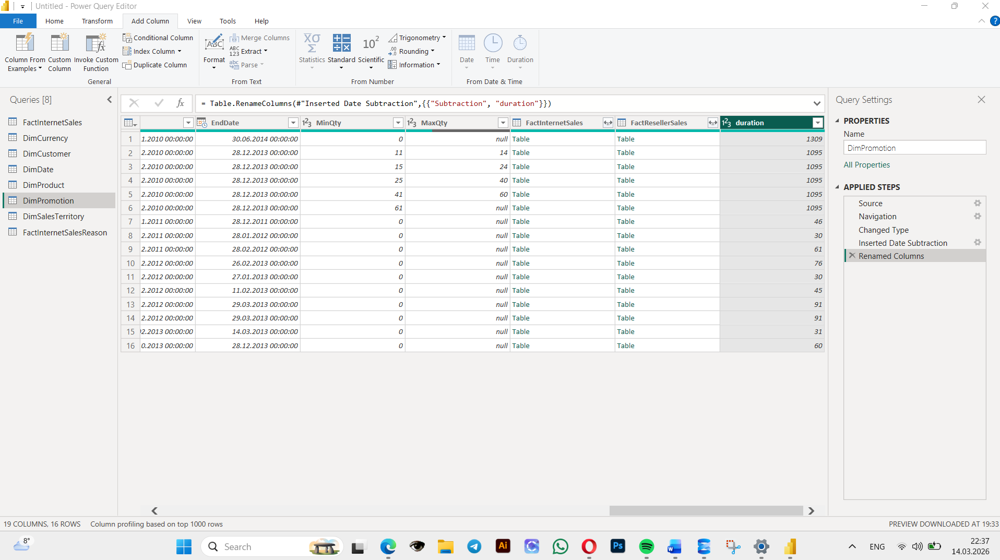 Untitled - Power Query Editor
File Home Transform Add Column View Tools Help
Column From Examples
Custom Column
Invoke Custom Function
Conditional Column
Index Column
Duplicate Column
General
ABC
Format
Merge Columns
ABC 123 Extract
abc Parse
From Text
XΣ
Statistics
Standard
10²
Scientific
Trigonometry
.00 Rounding
Information
From Number
Date
Time
Duration
From Date & Time
Queries [8]
FactInternetSales
DimCurrency
DimCustomer
DimDate
DimProduct
DimPromotion
DimSalesTerritory
FactInternetSalesReason
fx
= Table.RenameColumns(#"Inserted Date Subtraction",{{"Subtraction", "duration"}})
EndDate 123 MinQty 123 MaxQty FactInternetSales FactResellerSales 123 duration
1 1.2010 00:00:00 30.06.2014 00:00:00 0 null Table Table 1309
2 2.2010 00:00:00 28.12.2013 00:00:00 11 14 Table Table 1095
3 2.2010 00:00:00 28.12.2013 00:00:00 15 24 Table Table 1095
4 2.2010 00:00:00 28.12.2013 00:00:00 25 40 Table Table 1095
5 2.2010 00:00:00 28.12.2013 00:00:00 41 60 Table Table 1095
6 2.2010 00:00:00 28.12.2013 00:00:00 61 null Table Table 1095
7 1.2011 00:00:00 28.12.2011 00:00:00 0 null Table Table 46
8 2.2011 00:00:00 28.01.2012 00:00:00 0 null Table Table 30
9 2.2011 00:00:00 28.02.2012 00:00:00 0 null Table Table 61
10 2.2012 00:00:00 26.02.2013 00:00:00 0 null Table Table 76
11 2.2012 00:00:00 27.01.2013 00:00:00 0 null Table Table 30
12 2.2012 00:00:00 11.02.2013 00:00:00 0 null Table Table 45
13 2.2012 00:00:00 29.03.2013 00:00:00 0 null Table Table 91
14 2.2012 00:00:00 29.03.2013 00:00:00 0 null Table Table 91
15 02.2013 00:00:00 14.03.2013 00:00:00 0 null Table Table 31
16 0.2013 00:00:00 28.12.2013 00:00:00 0 null Table Table 60
Query Settings
PROPERTIES
Name
DimPromotion
All Properties
APPLIED STEPS
Source
Navigation
Changed Type
Inserted Date Subtraction
Renamed Columns
19 COLUMNS, 16 ROWS Column profiling based on top 1000 rows
PREVIEW DOWNLOADED AT 19:33
8°
Search
Ai
Ps
W
ENG
22:37
14.03.2026